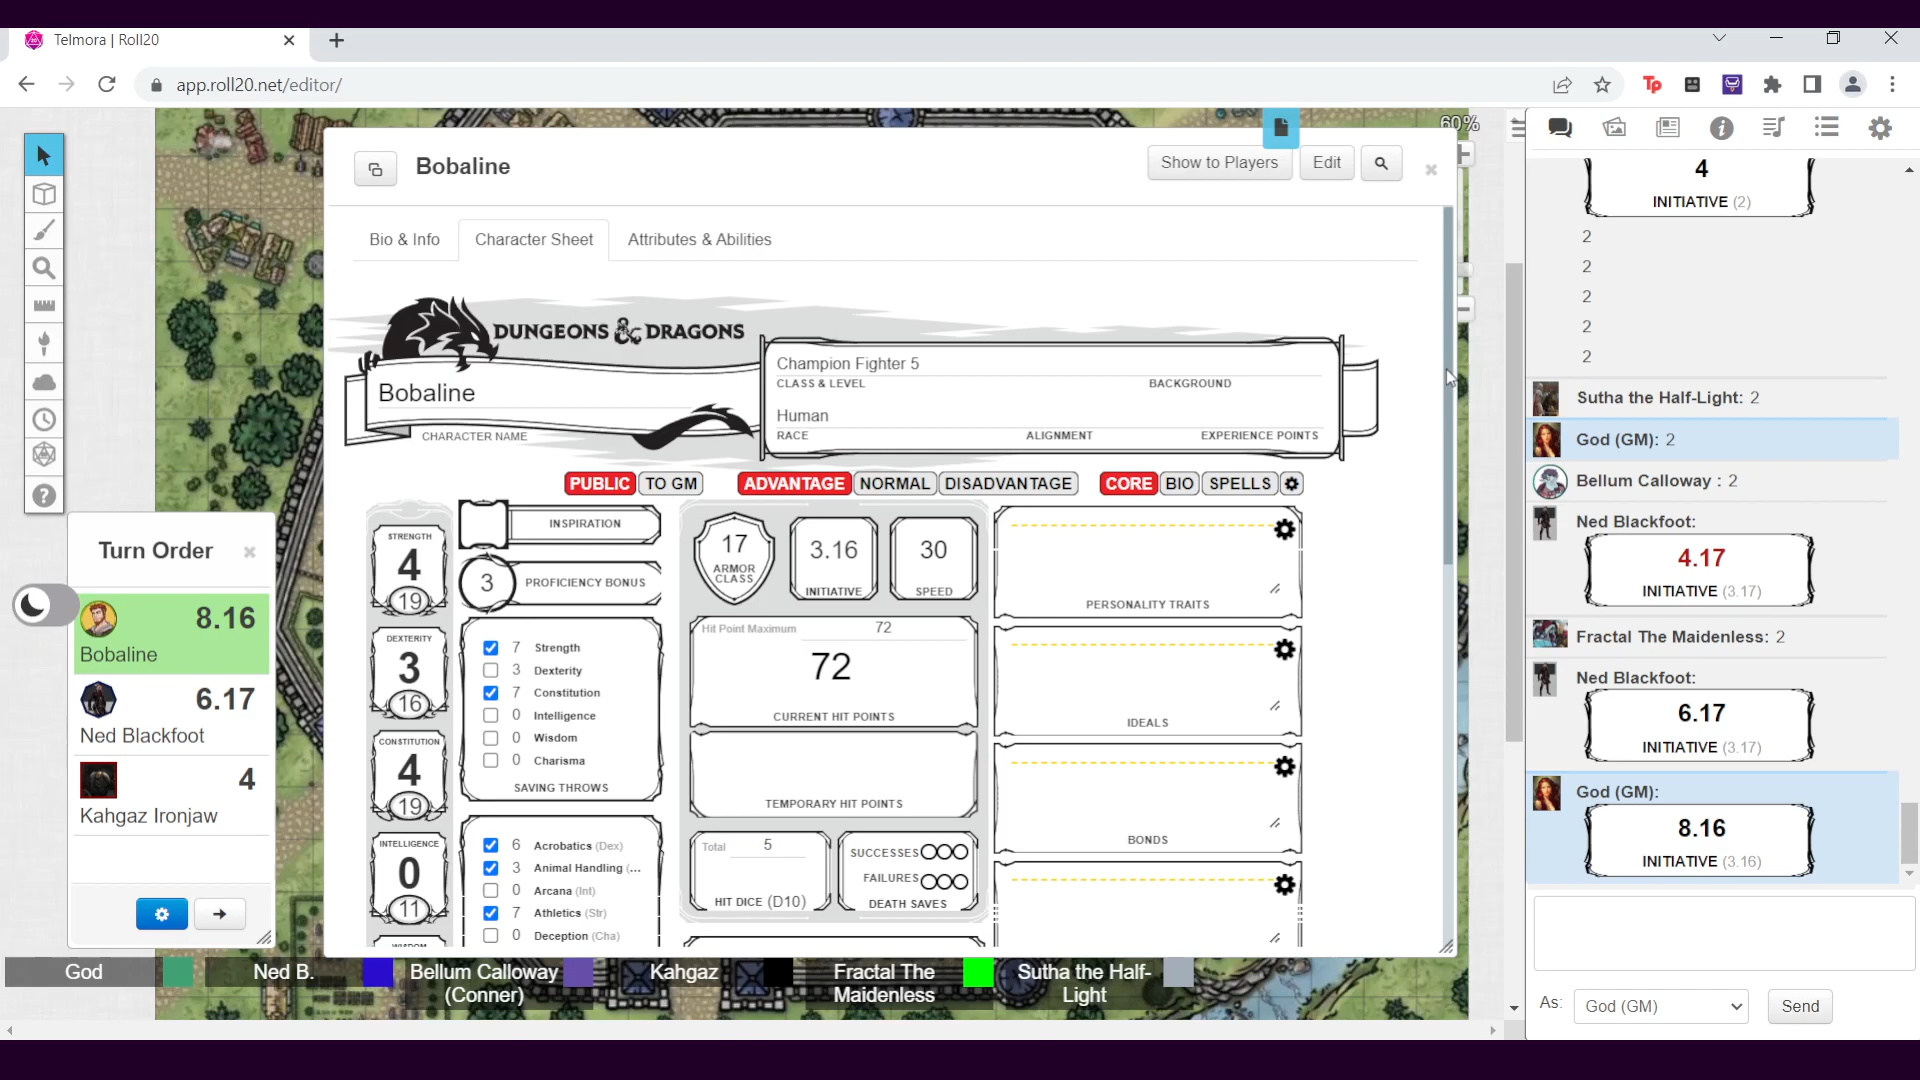 Telmora | Roll20
app.roll20.net/editor/
60%
Bobaline
Show to Players
Edit
Bio & Info
Character Sheet
Attributes & Abilities
DUNGEONS & DRAGONS
Bobaline
CHARACTER NAME
Champion Fighter 5
CLASS & LEVEL
BACKGROUND
Human
RACE
ALIGNMENT
EXPERIENCE POINTS
PUBLIC TO GM
ADVANTAGE NORMAL DISADVANTAGE
CORE BIO SPELLS
STRENGTH
4
19
DEXTERITY
3
16
CONSTITUTION
4
19
INTELLIGENCE
0
11
WISDOM
INSPIRATION
3 PROFICIENCY BONUS
7 Strength
3 Dexterity
7 Constitution
0 Intelligence
0 Wisdom
0 Charisma
SAVING THROWS
6 Acrobatics (Dex)
3 Animal Handling (...
0 Arcana (Int)
7 Athletics (Str)
0 Deception (Cha)
17
ARMOR
CLASS
3.16
INITIATIVE
30
SPEED
Hit Point Maximum 72
72
CURRENT HIT POINTS
TEMPORARY HIT POINTS
Total 5
HIT DICE (D10)
SUCCESSES
FAILURES
DEATH SAVES
PERSONALITY TRAITS
IDEALS
BONDS
Turn Order
8.16
Bobaline
6.17
Ned Blackfoot
4
Kahgaz Ironjaw
God
Ned B.
Bellum Calloway
(Conner)
Kahgaz
Fractal The
Maidenless
Sutha the Half-
Light
4
INITIATIVE (2)
2
2
2
2
2
Sutha the Half-Light: 2
God (GM): 2
Bellum Calloway : 2
Ned Blackfoot:
4.17
INITIATIVE (3.17)
Fractal The Maidenless: 2
Ned Blackfoot:
6.17
INITIATIVE (3.17)
God (GM):
8.16
INITIATIVE (3.16)
As: God (GM)
Send